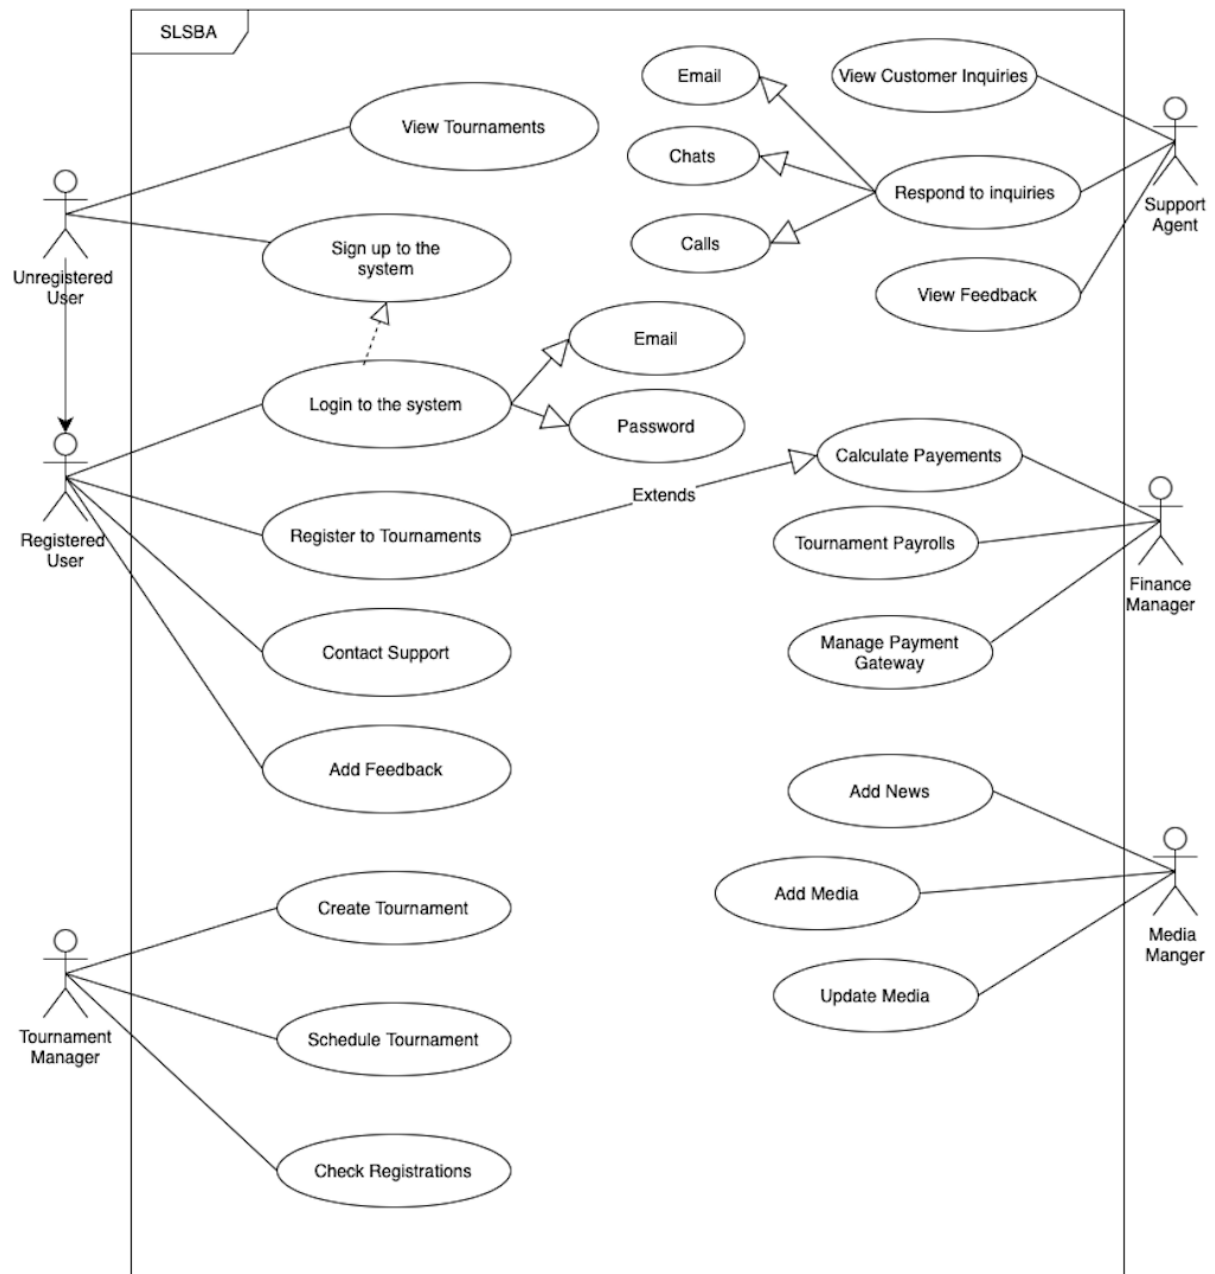 SLSBA
Email
View Customer Inquiries
View Tournaments
Chats
Respond to inquiries
Support
Agent
Sign up to the
system
Calls
Unregistered
User
View Feedback
Email
Login to the system
Password
Calculate Payements
Extends
Register to Tournaments
Tournament Payrolls
Registered
User
Finance
Manager
Contact Support
Manage Payment
Gateway
Add Feedback
Add News
Add Media
Create Tournament
Media
Manger
Update Media
Tournament
Manager
Schedule Tournament
Check Registrations